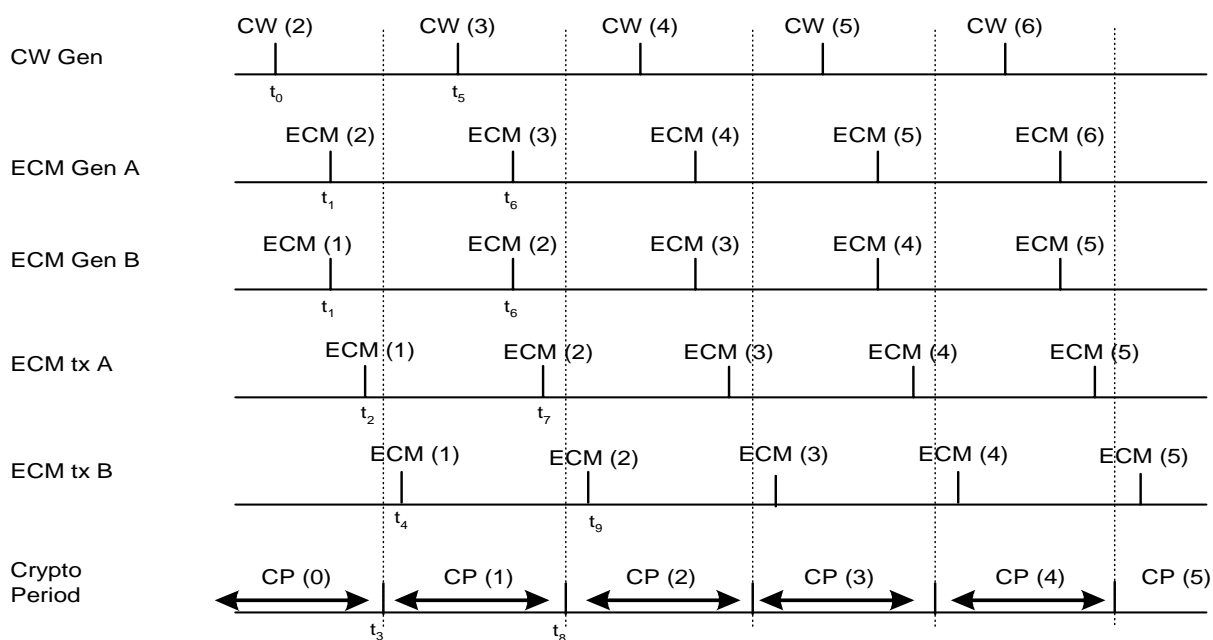 CW Gen
CW (2) CW (3) CW (4) CW (5) CW (6)
t0 t5
ECM Gen A
ECM (2) ECM (3) ECM (4) ECM (5) ECM (6)
t1 t6
ECM Gen B
ECM (1) ECM (2) ECM (3) ECM (4) ECM (5)
t1 t6
ECM tx A
ECM (1) ECM (2) ECM (3) ECM (4) ECM (5)
t2 t7
ECM tx B
ECM (1) ECM (2) ECM (3) ECM (4) ECM (5)
t4 t9
Crypto
Period
CP (0) CP (1) CP (2) CP (3) CP (4) CP (5)
t3 t8